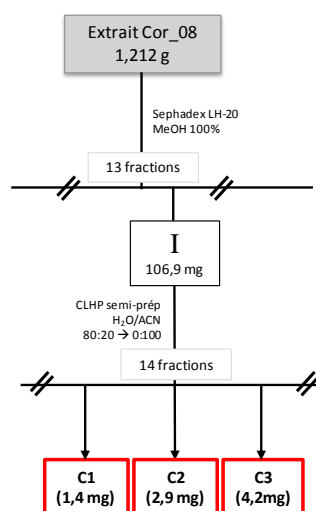 Extrait Cor_08
1,212 g
Sephadex LH-20
MeOH 100%
13 fractions
I
106,9 mg
CLHP semi-prép
H₂O/ACN
80:20 → 0:100
14 fractions
C1 C2 C3
(1,4 mg) (2,9 mg) (4,2mg)